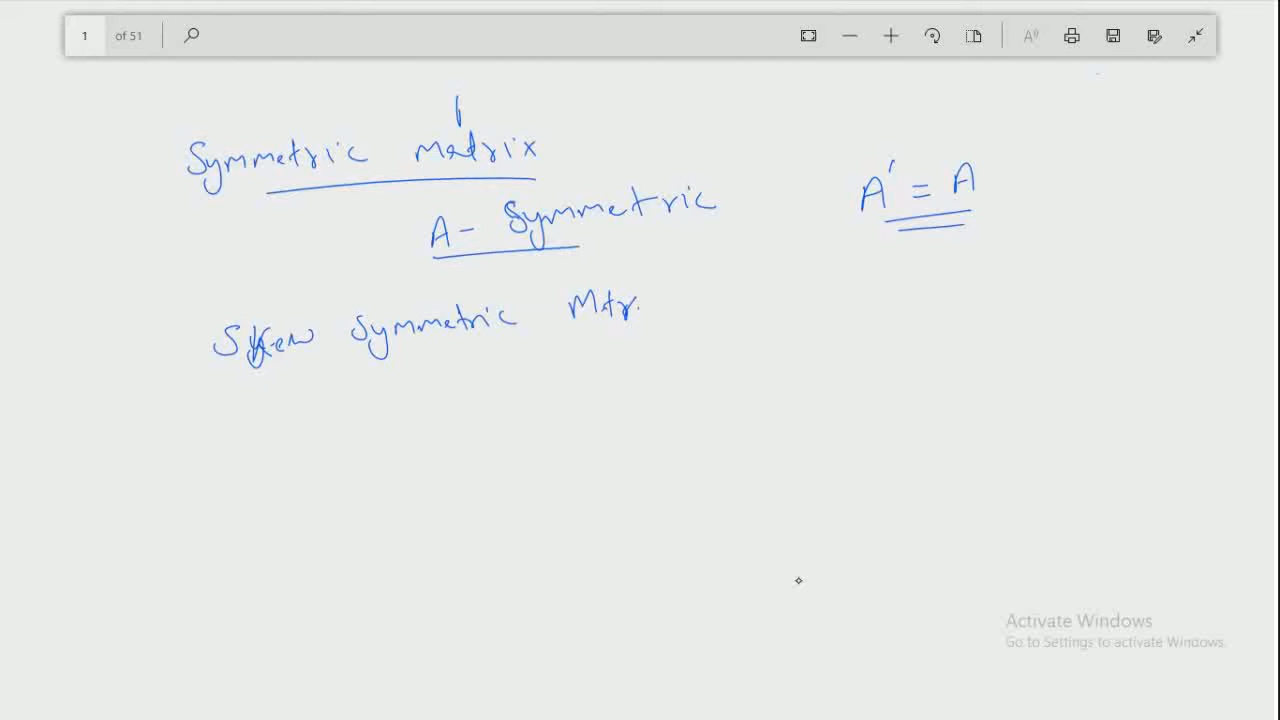 1 of 51
Symmetric matrix
A - Symmetric
A' = A
Skew Symmetric Mtr
Activate Windows
Go to Settings to activate Windows.